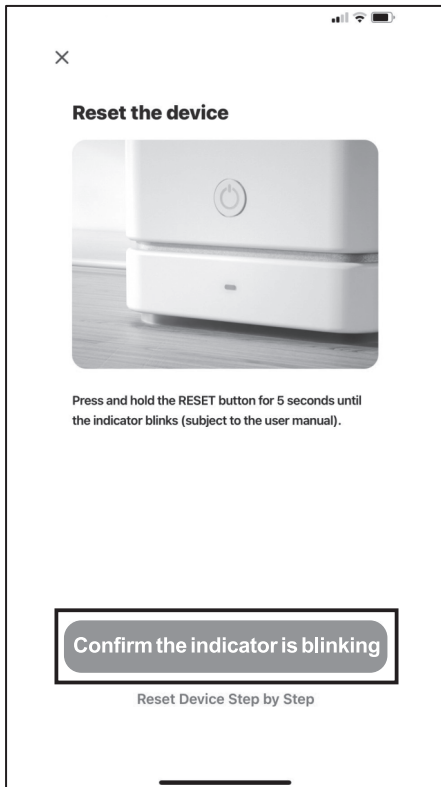 Reset the device
Press and hold the RESET button for 5 seconds until
the indicator blinks (subject to the user manual).
Confirm the indicator is blinking
Reset Device Step by Step